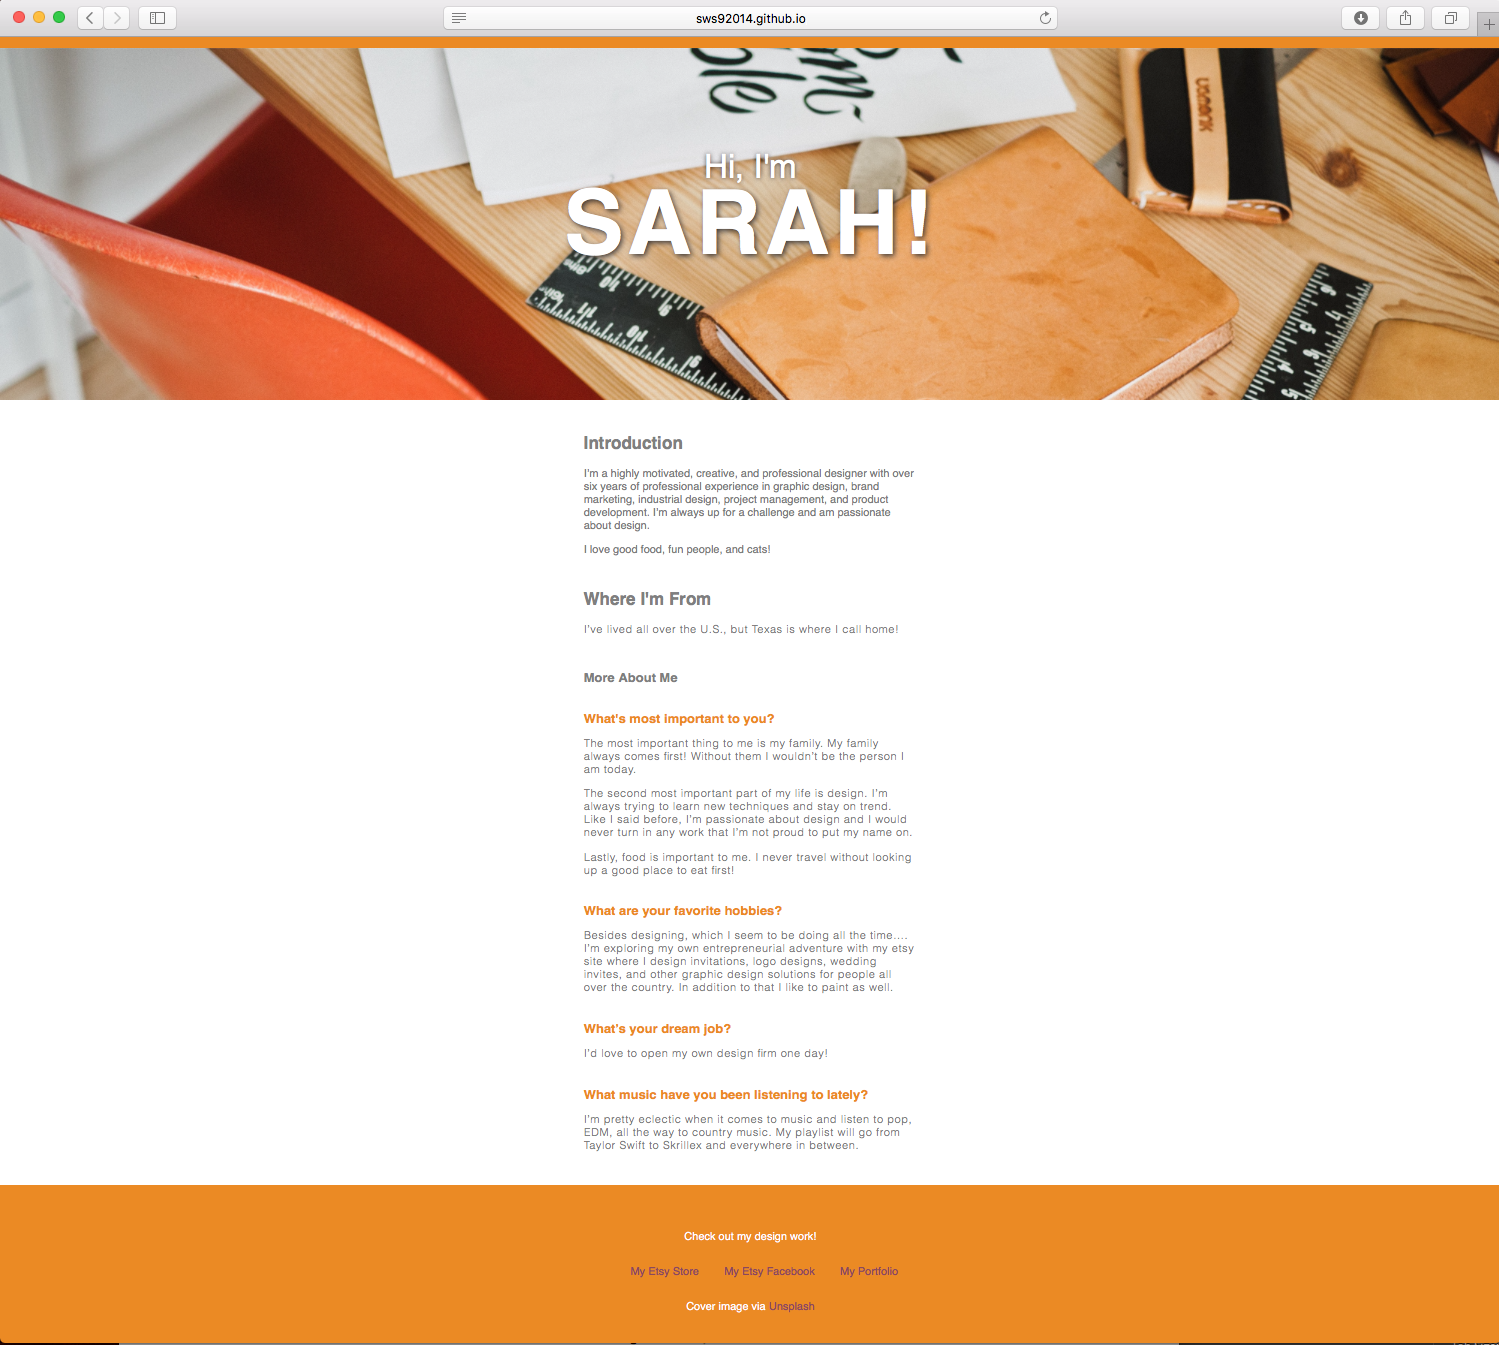 sws92014.github.io
Hi, I'm
SARAH!
Introduction
I'm a highly motivated, creative, and professional designer with over
six years of professional experience in graphic design, brand
marketing, industrial design, project management, and product
development. I'm always up for a challenge and am passionate
about design.
I love good food, fun people, and cats!
Where I'm From
I've lived all over the U.S., but Texas is where I call home!
More About Me
What's most important to you?
The most important thing to me is my family. My family
always comes first! Without them I wouldn't be the person I
am today.
The second most important part of my life is design. I'm
always trying to learn new techniques and stay on trend.
Like I said before, I'm passionate about design and I would
never turn in any work that I'm not proud to put my name on.
Lastly, food is important to me. I never travel without looking
up a good place to eat first!
What are your favorite hobbies?
Besides designing, which I seem to be doing all the time....
I'm exploring my own entrepreneurial adventure with my etsy
site where I design invitations, logo designs, wedding
invites, and other graphic design solutions for people all
over the country. In addition to that I like to paint as well.
What's your dream job?
I'd love to open my own design firm one day!
What music have you been listening to lately?
I'm pretty eclectic when it comes to music and listen to pop,
EDM, all the way to country music. My playlist will go from
Taylor Swift to Skrillex and everywhere in between.
Check out my design work!
My Etsy Store My Etsy Facebook My Portfolio
Cover image via Unsplash